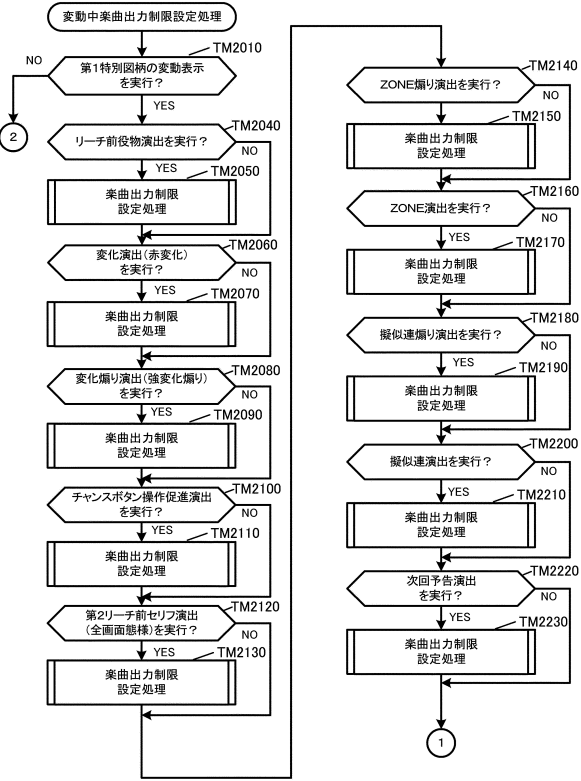 変動中楽曲出力制限設定処理
TM2010
第1特別図柄の変動表示
を実行?
NO
YES
2
TM2040
リーチ前役物演出を実行?
NO
YES
TM2050
楽曲出力制限
設定処理
TM2060
変化演出(赤変化)
を実行?
NO
YES
TM2070
楽曲出力制限
設定処理
TM2080
変化煽り演出(強変化煽り)
を実行?
NO
YES
TM2090
楽曲出力制限
設定処理
TM2100
チャンスボタン操作促進演出
を実行?
NO
YES
TM2110
楽曲出力制限
設定処理
TM2120
第2リーチ前セリフ演出
(全画面態様)を実行?
NO
YES
TM2130
楽曲出力制限
設定処理
TM2140
ZONE煽り演出を実行?
NO
YES
TM2150
楽曲出力制限
設定処理
TM2160
ZONE演出を実行?
NO
YES
TM2170
楽曲出力制限
設定処理
TM2180
擬似連煽り演出を実行?
NO
YES
TM2190
楽曲出力制限
設定処理
TM2200
擬似連演出を実行?
NO
YES
TM2210
楽曲出力制限
設定処理
TM2220
次回予告演出
を実行?
NO
YES
TM2230
楽曲出力制限
設定処理
1